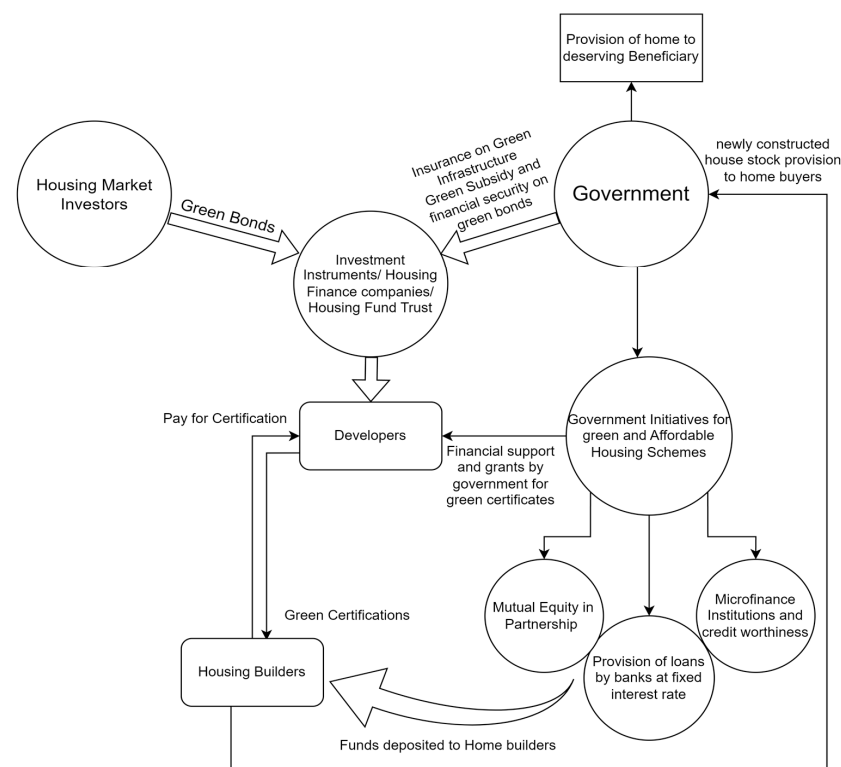 Provision of home to
deserving Beneficiary
Housing Market
Investors
Green Bonds
Insurance on Green
Infrastructure
Green Subsidy and
financial security on
green bonds
Government
newly constructed
house stock provision
to home buyers
Investment
Instruments/ Housing
Finance companies/
Housing Fund Trust
Pay for Certification
Developers
Financial support
and grants by
government for
green certificates
Government Initiatives for
green and Affordable
Housing Schemes
Green Certifications
Mutual Equity in
Partnership
Provision of loans
by banks at fixed
interest rate
Microfinance
Institutions and
credit worthiness
Housing Builders
Funds deposited to Home builders